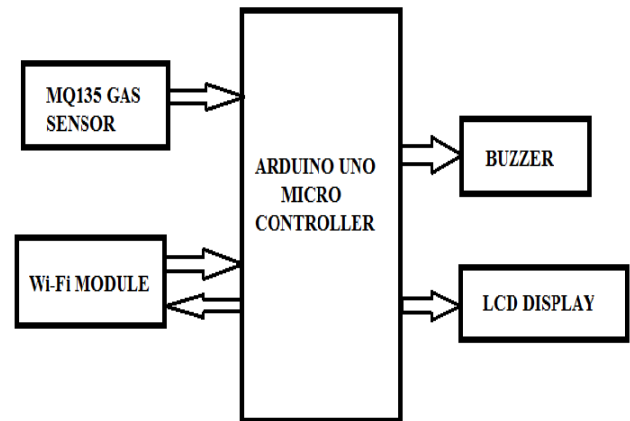 MQ135 GAS
SENSOR
Wi-Fi MODULE
ARDUINO UNO
MICRO
CONTROLLER
BUZZER
LCD DISPLAY